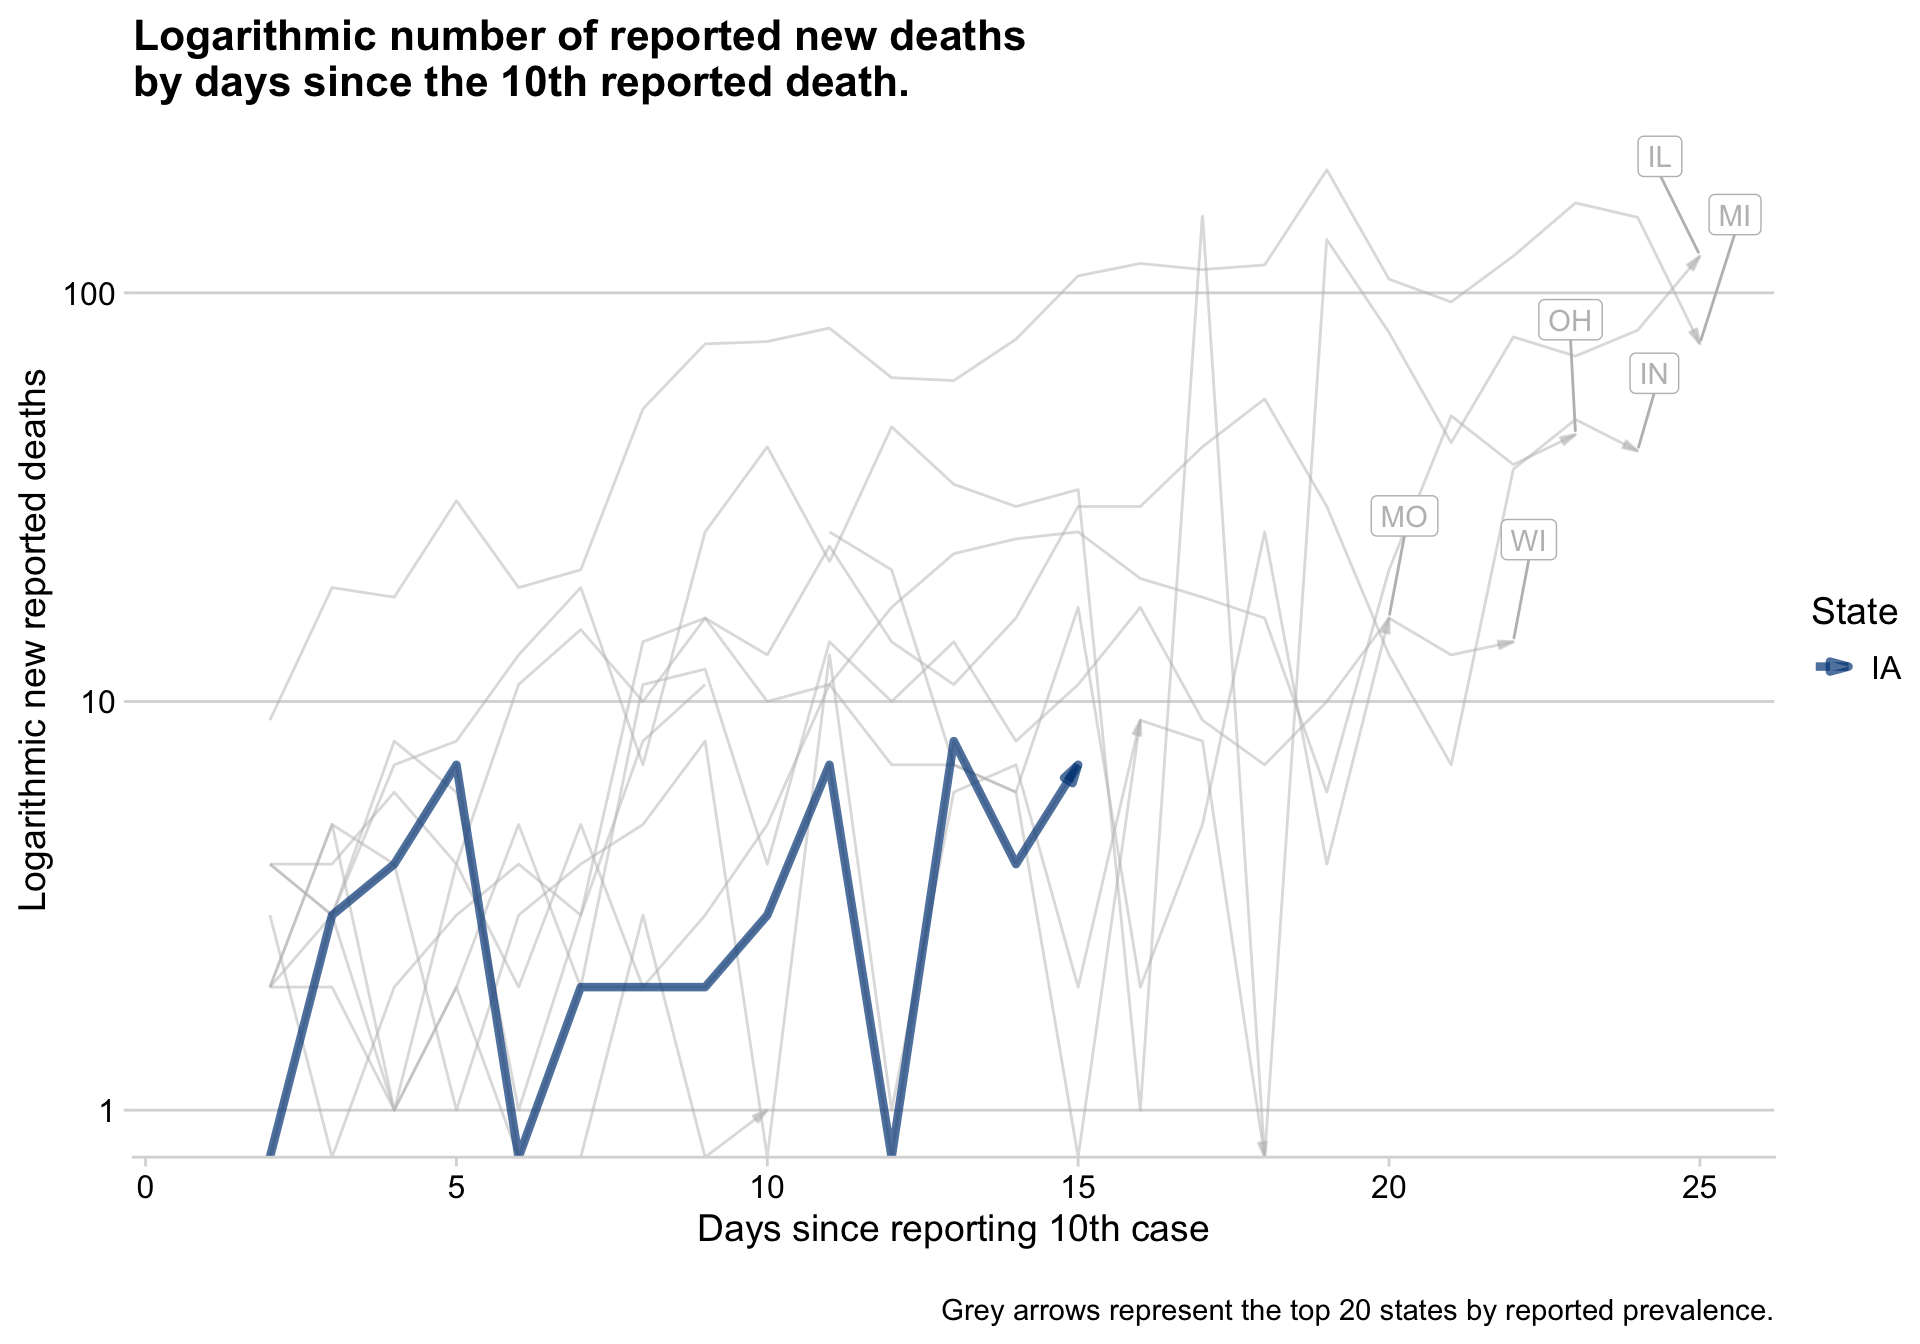 Logarithmic number of reported new deaths
by days since the 10th reported death.
IL
MI
100
OH
IN
MO
WI
10
1
Logarithmic new reported deaths
State
IA
0 5 10 15 20 25
Days since reporting 10th case
Grey arrows represent the top 20 states by reported prevalence.